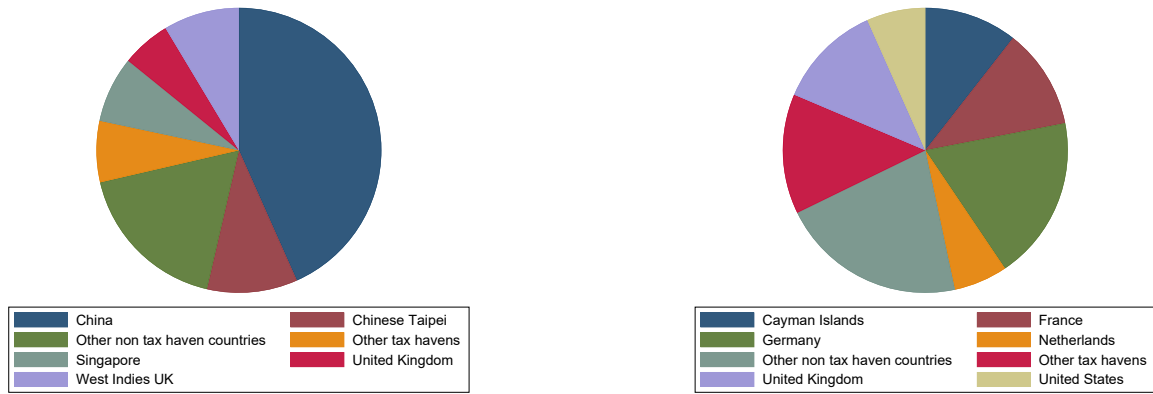 China Chinese Taipei
Other non tax haven countries Other tax havens
Singapore United Kingdom
West Indies UK
Cayman Islands France
Germany Netherlands
Other non tax haven countries Other tax havens
United Kingdom United States